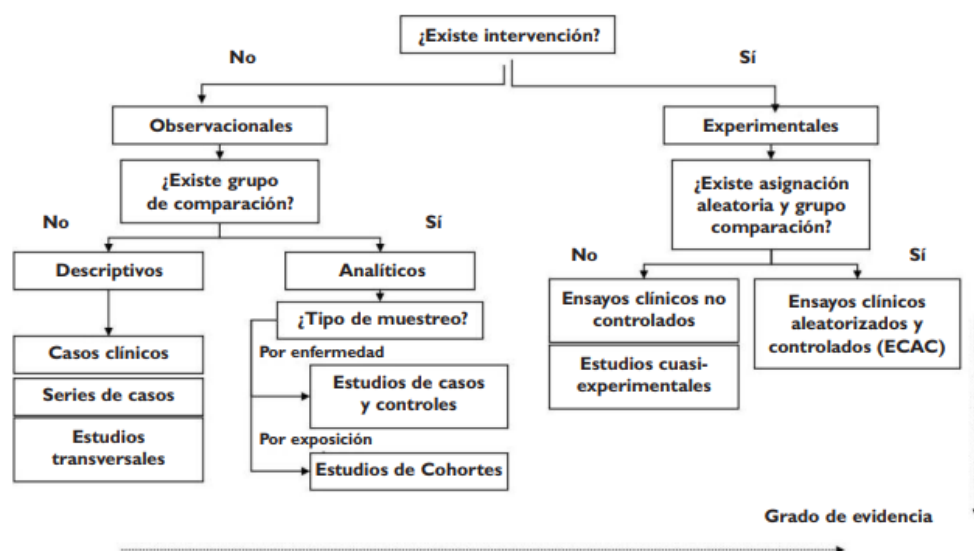 ¿Existe intervención?
No
Sí
Observacionales
Experimentales
¿Existe grupo
de comparación?
¿Existe asignación
aleatoria y grupo
comparación?
No
Sí
No
Sí
Descriptivos
Analíticos
Ensayos clínicos no
controlados
Ensayos clínicos
aleatorizados y
controlados (ECAC)
¿Tipo de muestreo?
Casos clínicos
Por enfermedad
Estudios cuasi-
experimentales
Series de casos
Estudios de casos
y controles
Estudios
transversales
Por exposición
Estudios de Cohortes
Grado de evidencia